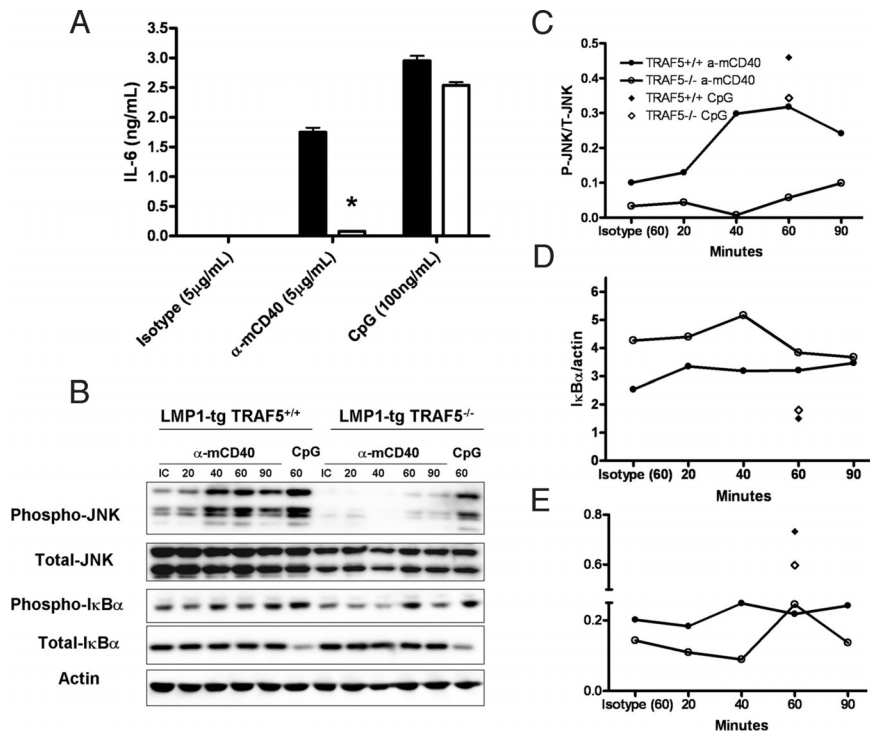 A
IL-6 (ng/mL)
3.5
3.0
2.5
2.0
1.5
1.0
0.5
0.0
*
Isotype (5µg/mL)
α-mCD40 (5µg/mL)
CpG (100ng/mL)
B
LMP1-tg TRAF5+/+ LMP1-tg TRAF5-/-
α-mCD40 CpG α-mCD40 CpG
IC 20 40 60 90 60 IC 20 40 60 90 60
Phospho-JNK
Total-JNK
Phospho-IκBα
Total-IκBα
Actin
C
P-JNK/T-JNK
0.5
0.4
0.3
0.2
0.1
0.0
TRAF5+/+ a-mCD40
TRAF5-/- a-mCD40
TRAF5+/+ CpG
TRAF5-/- CpG
Isotype (60) 20 40 60 90
Minutes
D
IκBα/actin
6
5
4
3
2
1
0
Isotype (60) 20 40 60 90
Minutes
E
0.8
0.6
0.2
0.0
Isotype (60) 20 40 60 90
Minutes